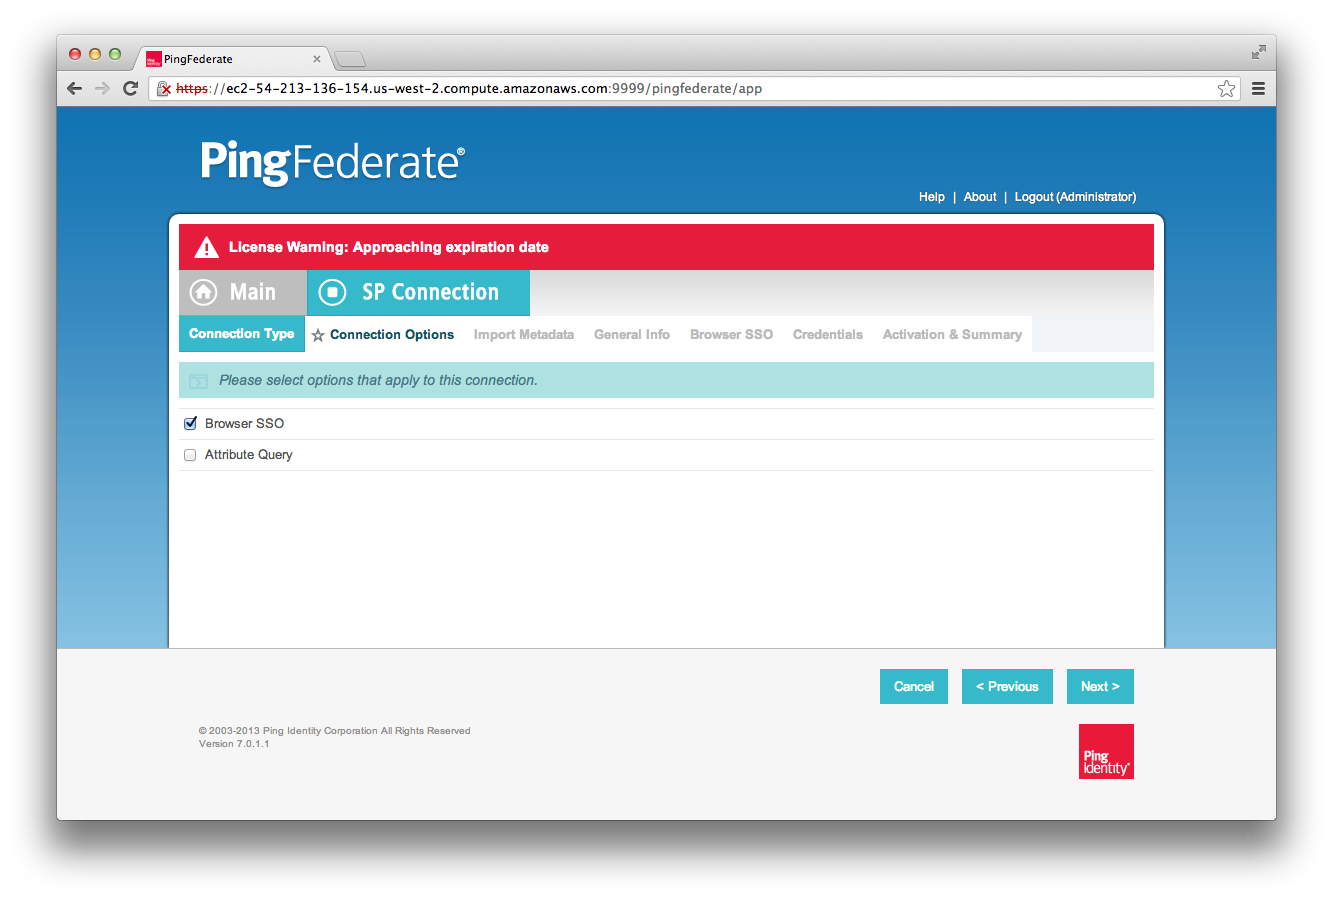 PingFederate
https://ec2-54-213-136-154.us-west-2.compute.amazonaws.com:9999/pingfederate/app
PingFederate®
Help | About | Logout (Administrator)
License Warning: Approaching expiration date
Main SP Connection
Connection Type Connection Options Import Metadata General Info Browser SSO Credentials Activation & Summary
Please select options that apply to this connection.
Browser SSO
Attribute Query
Cancel < Previous Next >
© 2003-2013 Ping Identity Corporation All Rights Reserved
Version 7.0.1.1
Ping
Identity